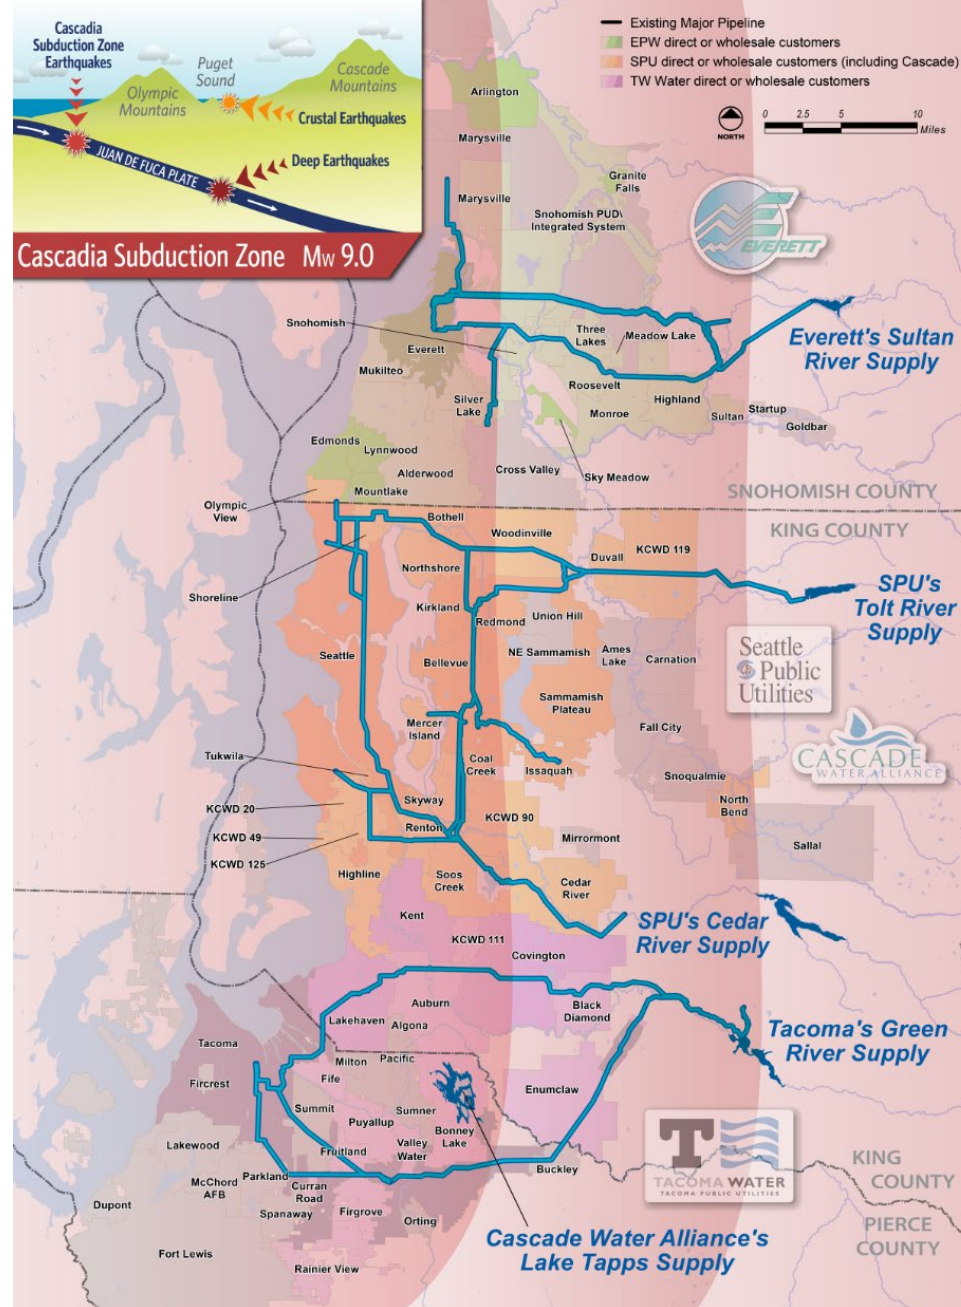 Cascadia
Subduction Zone
Earthquakes
Puget
Sound
Olympic
Mountains
Cascade
Mountains
Crustal Earthquakes
Deep Earthquakes
JUAN DE FUCA PLATE
Cascadia Subduction Zone Mw 9.0
Existing Major Pipeline
EPW direct or wholesale customers
SPU direct or wholesale customers (including Cascade)
TW Water direct or wholesale customers
NORTH
0 2.5 5 10
Miles
Arlington
Marysville
Granite
Falls
Marysville
Snohomish PUD\
Integrated System
EVERETT
Snohomish
Three
Lakes
Meadow Lake
Everett's Sultan
River Supply
Everett
Mukilteo
Roosevelt
Silver
Lake
Highland
Monroe
Sultan
Startup
Goldbar
Edmonds
Lynnwood
Alderwood
Cross Valley
Sky Meadow
Mountlake
SNOHOMISH COUNTY
Olympic
View
Bothell
Woodinville
KING COUNTY
Duvall
KCWD 119
Northshore
Shoreline
Kirkland
Redmond
Union Hill
SPU's
Tolt River
Supply
Seattle
Bellevue
NE Sammamish
Ames
Lake
Carnation
Seattle
Public
Utilities
Sammamish
Plateau
Mercer
Island
Fall City
CASCADE
WATER ALLIANCE
Tukwila
Coal
Creek
Issaquah
Snoqualmie
KCWD 20
Skyway
North
Bend
KCWD 90
Renton
KCWD 49
Mirrormont
Sallal
KCWD 125
Highline
Soos
Creek
Cedar
River
Kent
SPU's Cedar
River Supply
KCWD 111
Covington
Auburn
Black
Diamond
Lakehaven
Algona
Tacoma's Green
River Supply
Tacoma
Milton
Pacific
Fircrest
Fife
Enumclaw
Summit
Sumner
Puyallup
Bonney
Lake
Lakewood
Valley
Water
Fruitland
T
TACOMA WATER
TACOMA PUBLIC UTILITIES
KING
COUNTY
Buckley
McChord
AFB
Parkland
Curran
Road
Dupont
Spanaway
Firgrove
Orting
PIERCE
COUNTY
Cascade Water Alliance's
Lake Tapps Supply
Fort Lewis
Rainier View